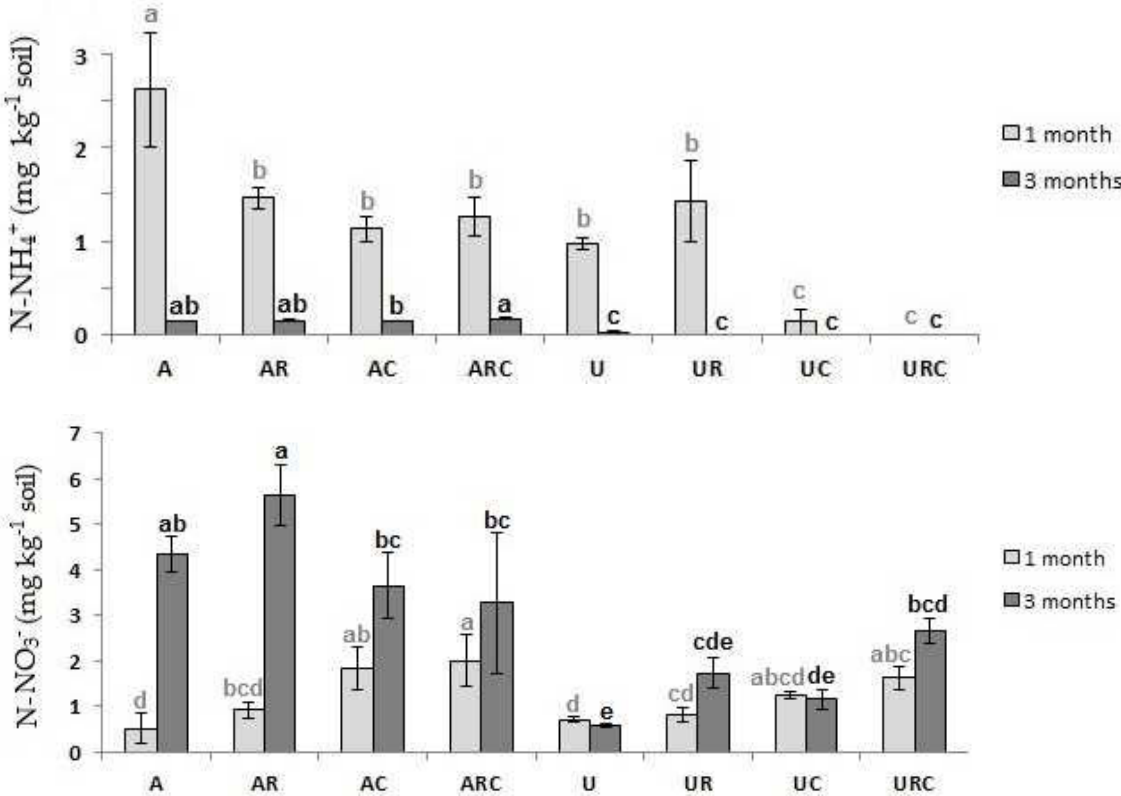 N-NH₄⁺ (mg kg⁻¹ soil)
3
2
1
0
a
b
b
b
b
b
c
c
ab
ab
b
a
c
c
c
c
A AR AC ARC U UR UC URC
1 month
3 months
N-NO₃⁻ (mg kg⁻¹ soil)
7
6
5
4
3
2
1
0
d
bcd
ab
a
d
cd
abcd
abc
ab
a
bc
bc
e
cde
de
bcd
A AR AC ARC U UR UC URC
1 month
3 months